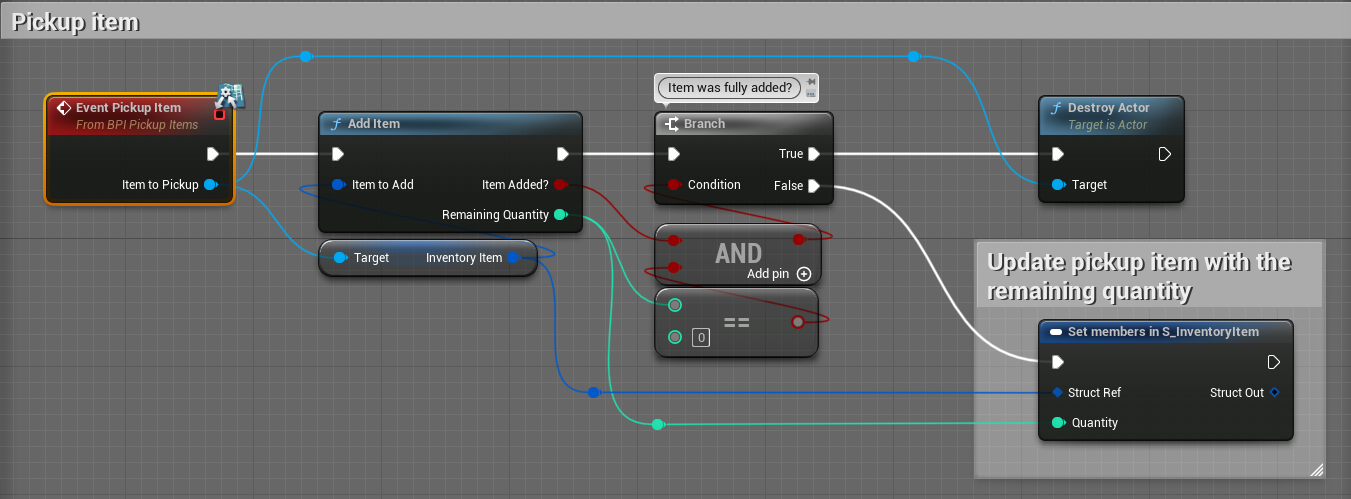 Pickup item
Event Pickup Item
From BPI Pickup Items
Item to Pickup
Add Item
Item to Add
Item Added?
Remaining Quantity
Target
Inventory Item
Item was fully added?
Branch
True
Condition
False
AND
Add pin
==
0
Destroy Actor
Target is Actor
Target
Update pickup item with the
remaining quantity
Set members in S_InventoryItem
Struct Ref
Struct Out
Quantity